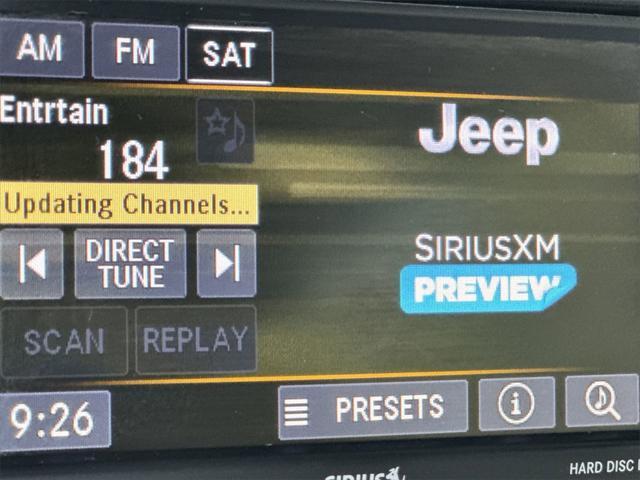 AM FM SAT
Entrtain
184
Jeep
Updating Channels...
SIRIUSXM
PREVIEW
DIRECT
TUNE
SCAN REPLAY
9:26
PRESETS
HARD DISC